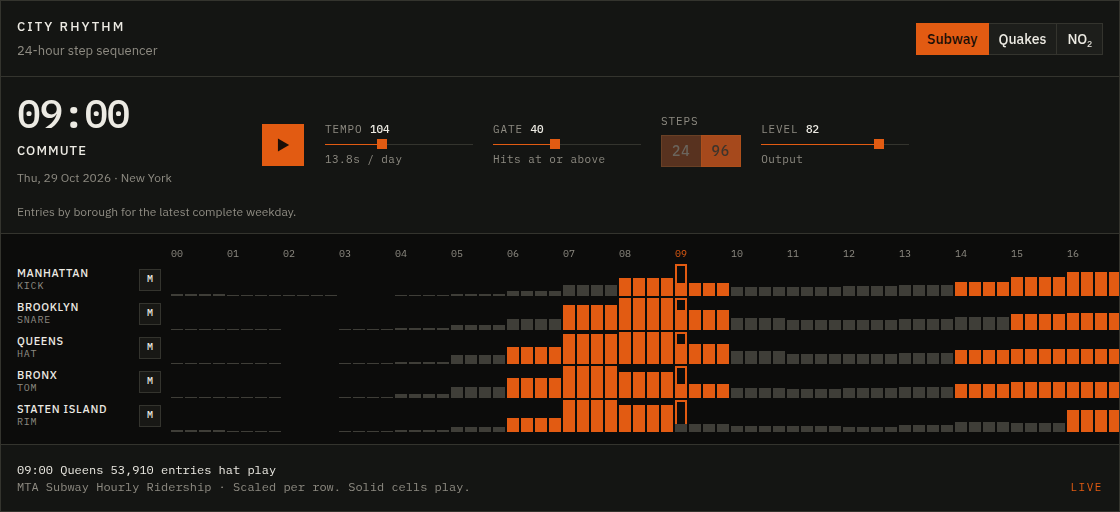 CITY RHYTHM
24-hour step sequencer
Subway Quakes NO₂
09:00
COMMUTE
Thu, 29 Oct 2026 · New York
Entries by borough for the latest complete weekday.
TEMPO 104
13.8s / day
GATE 40
Hits at or above
STEPS
24 96
LEVEL 82
Output
00 01 02 03 04 05 06 07 08 09 10 11 12 13 14 15 16
MANHATTAN
KICK
M
BROOKLYN
SNARE
M
QUEENS
HAT
M
BRONX
TOM
M
STATEN ISLAND
RIM
M
09:00 Queens 53,910 entries hat play
MTA Subway Hourly Ridership · Scaled per row. Solid cells play.
LIVE